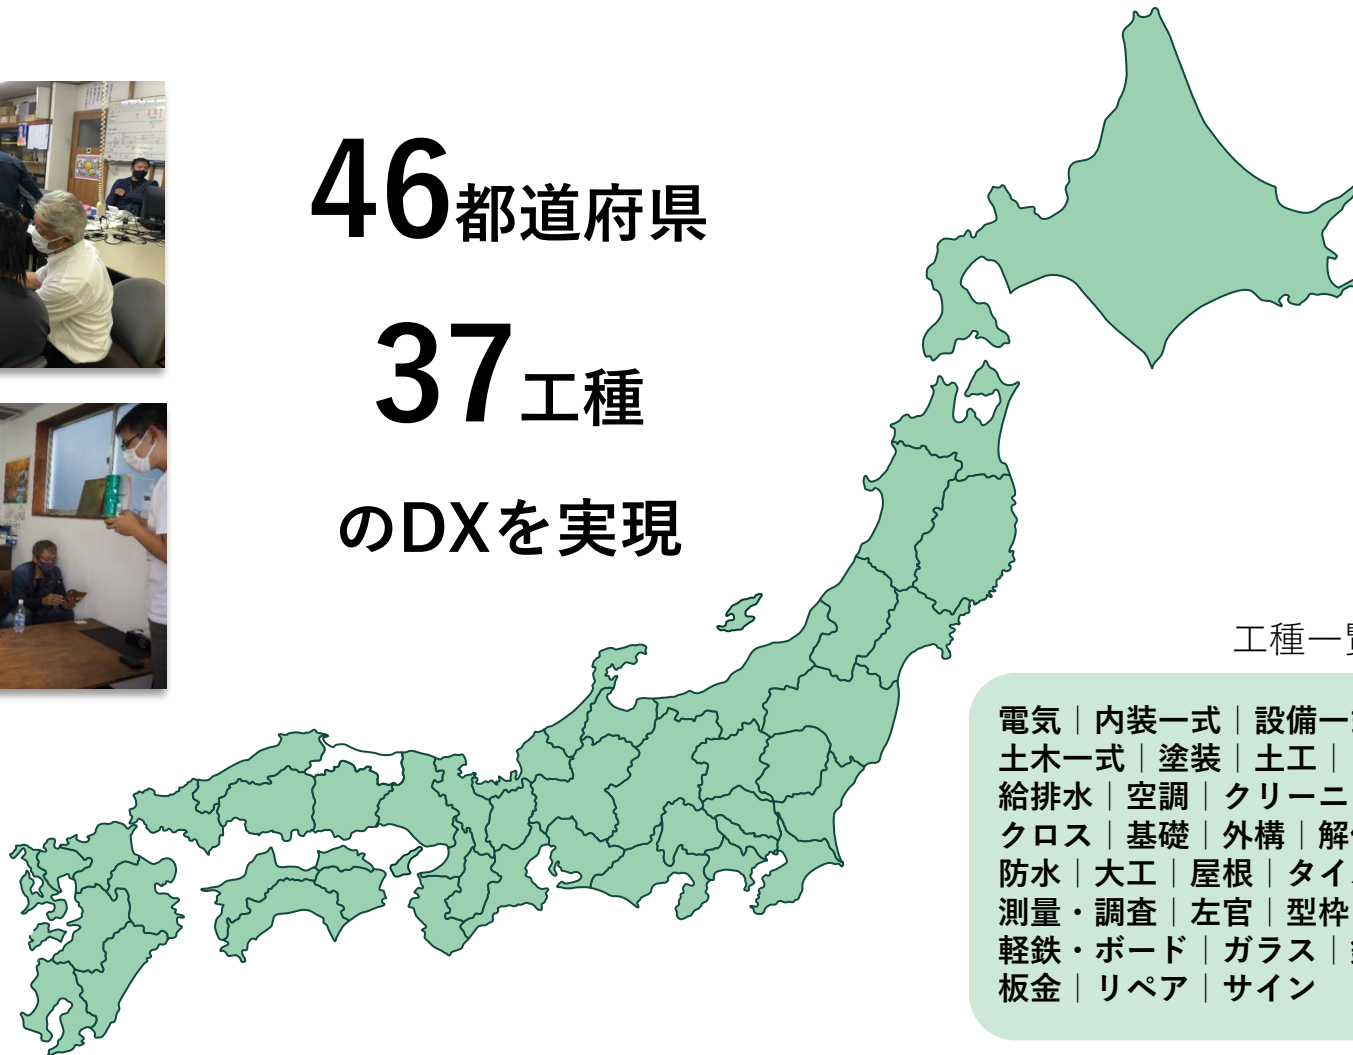 46都道府県
37工種
のDXを実現
工種一覧
電気｜内装一式｜設備一
土木一式｜塗装｜土工｜
給排水｜空調｜クリーニ
クロス｜基礎｜外構｜解
防水｜大工｜屋根｜タイ
測量・調査｜左官｜型枠
軽鉄・ボード｜ガラス｜
板金｜リペア｜サイン